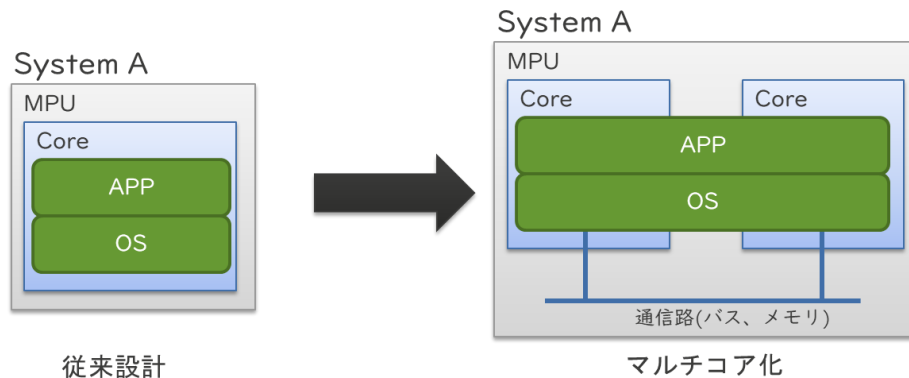 System A
MPU
Core
APP
OS
従来設計
System A
MPU
Core
Core
APP
OS
通信路(バス、メモリ)
マルチコア化